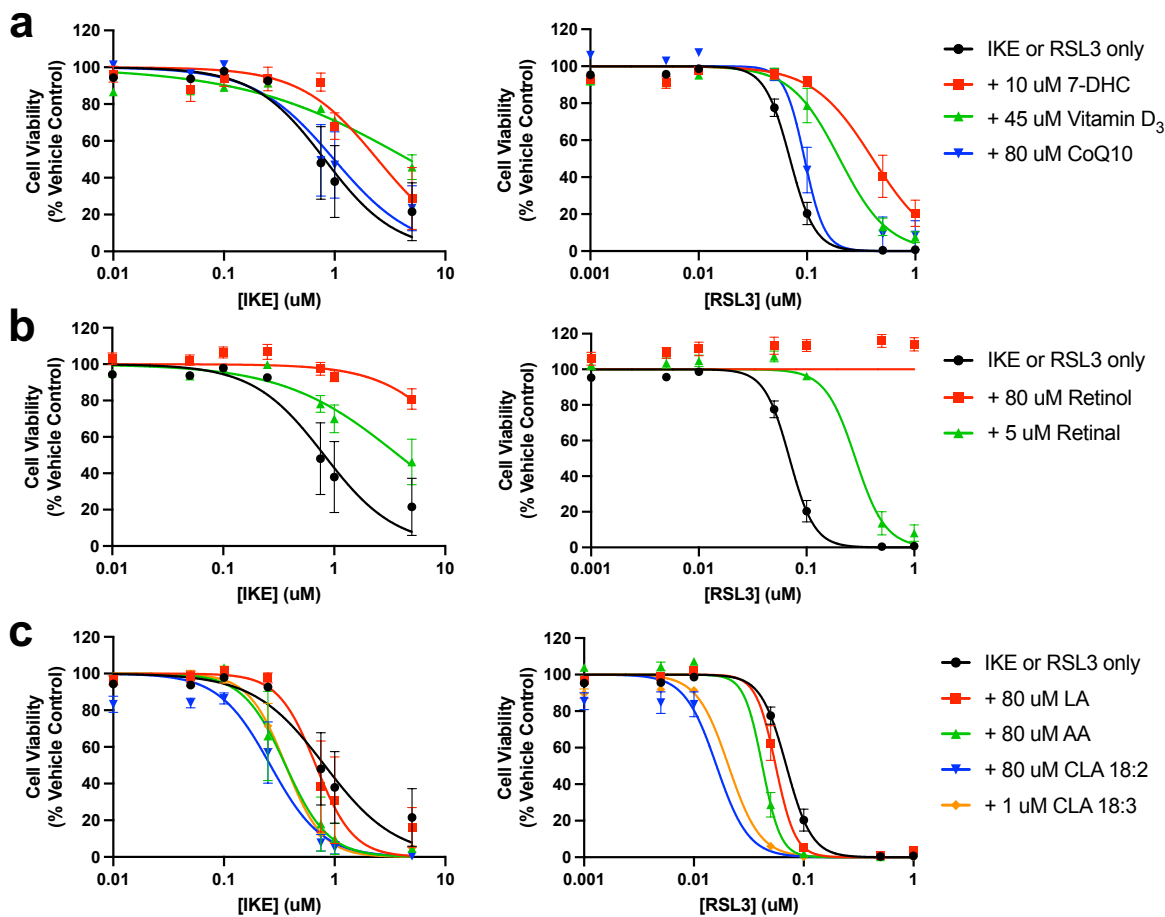 a
120
100
80
60
40
20
0
Cell Viability
(% Vehicle Control)
0.01
0.1
1
10
[IKE] (uM)
120
100
80
60
40
20
0
Cell Viability
(% Vehicle Control)
0.001
0.01
0.1
1
[RSL3] (uM)
IKE or RSL3 only
+ 10 uM 7-DHC
+ 45 uM Vitamin D3
+ 80 uM CoQ10
b
120
100
80
60
40
20
0
Cell Viability
(% Vehicle Control)
0.01
0.1
1
10
[IKE] (uM)
120
100
80
60
40
20
0
Cell Viability
(% Vehicle Control)
0.001
0.01
0.1
1
[RSL3] (uM)
IKE or RSL3 only
+ 80 uM Retinol
+ 5 uM Retinal
c
120
100
80
60
40
20
0
Cell Viability
(% Vehicle Control)
0.01
0.1
1
10
[IKE] (uM)
120
100
80
60
40
20
0
Cell Viability
(% Vehicle Control)
0.001
0.01
0.1
1
[RSL3] (uM)
IKE or RSL3 only
+ 80 uM LA
+ 80 uM AA
+ 80 uM CLA 18:2
+ 1 uM CLA 18:3